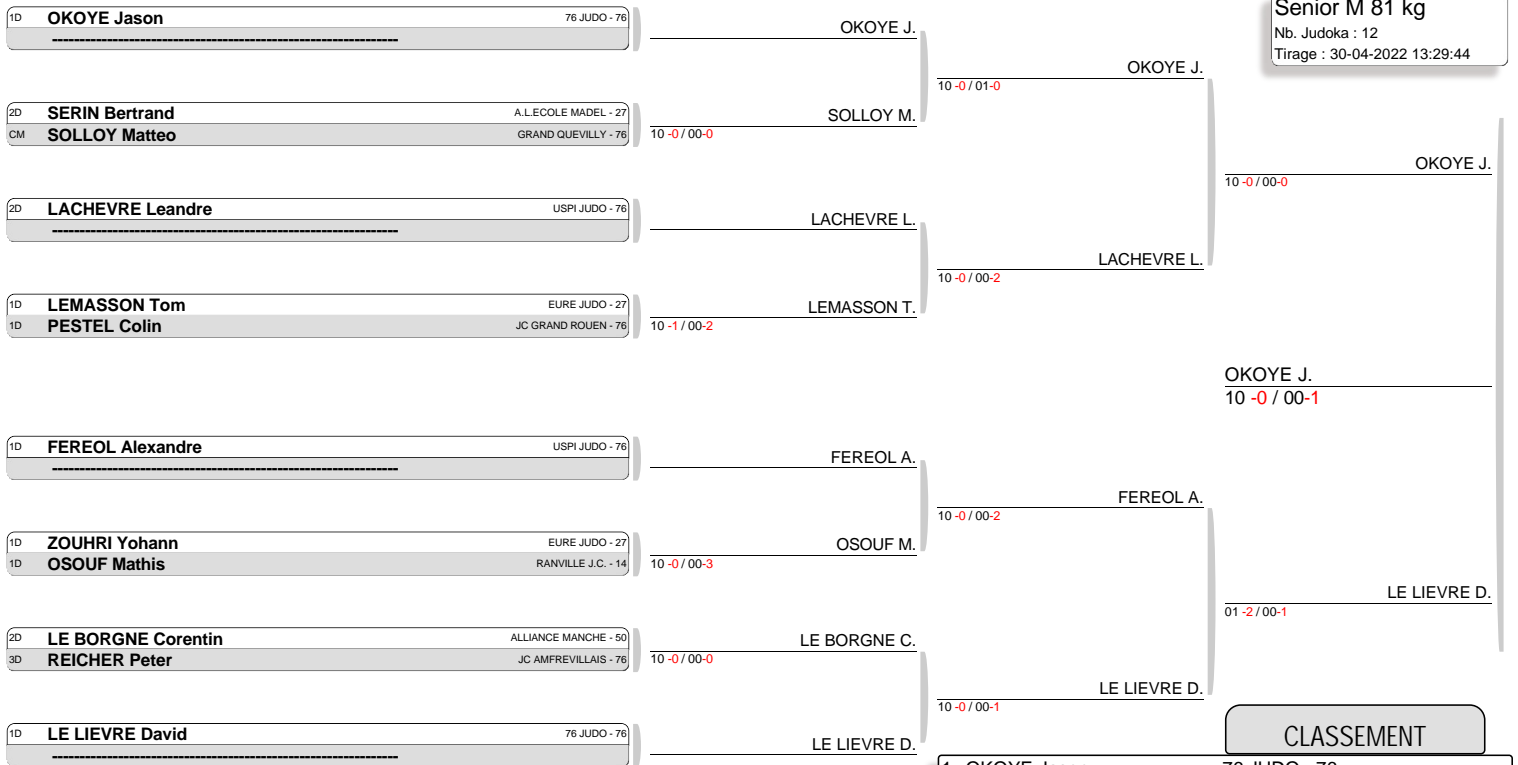 Senior M 81 kg
Nb. Judoka : 12
Tirage : 30-04-2022 13:29:44
1D OKOYE Jason 76 JUDO - 76
----------------------------------------------------------------
2D SERIN Bertrand A.L.ECOLE MADEL - 27
CM SOLLOY Matteo GRAND QUEVILLY - 76
2D LACHEVRE Leandre USPI JUDO - 76
----------------------------------------------------------------
1D LEMASSON Tom EURE JUDO - 27
1D PESTEL Colin JC GRAND ROUEN - 76
1D FEREOL Alexandre USPI JUDO - 76
----------------------------------------------------------------
1D ZOUHRI Yohann EURE JUDO - 27
1D OSOUF Mathis RANVILLE J.C. - 14
2D LE BORGNE Corentin ALLIANCE MANCHE - 50
3D REICHER Peter JC AMFREVILLAIS - 76
1D LE LIEVRE David 76 JUDO - 76
----------------------------------------------------------------
OKOYE J.
SOLLOY M.
10 -0 / 00-0
LACHEVRE L.
LEMASSON T.
10 -1 / 00-2
FEREOL A.
OSOUF M.
10 -0 / 00-3
LE BORGNE C.
10 -0 / 00-0
LE LIEVRE D.
OKOYE J.
10 -0 / 01-0
LACHEVRE L.
10 -0 / 00-2
FEREOL A.
10 -0 / 00-2
LE LIEVRE D.
10 -0 / 00-1
OKOYE J.
10 -0 / 00-0
OKOYE J.
10 -0 / 00-1
LE LIEVRE D.
01 -2 / 00-1
CLASSEMENT
1 OKOYE Jason 76 JUDO - 76